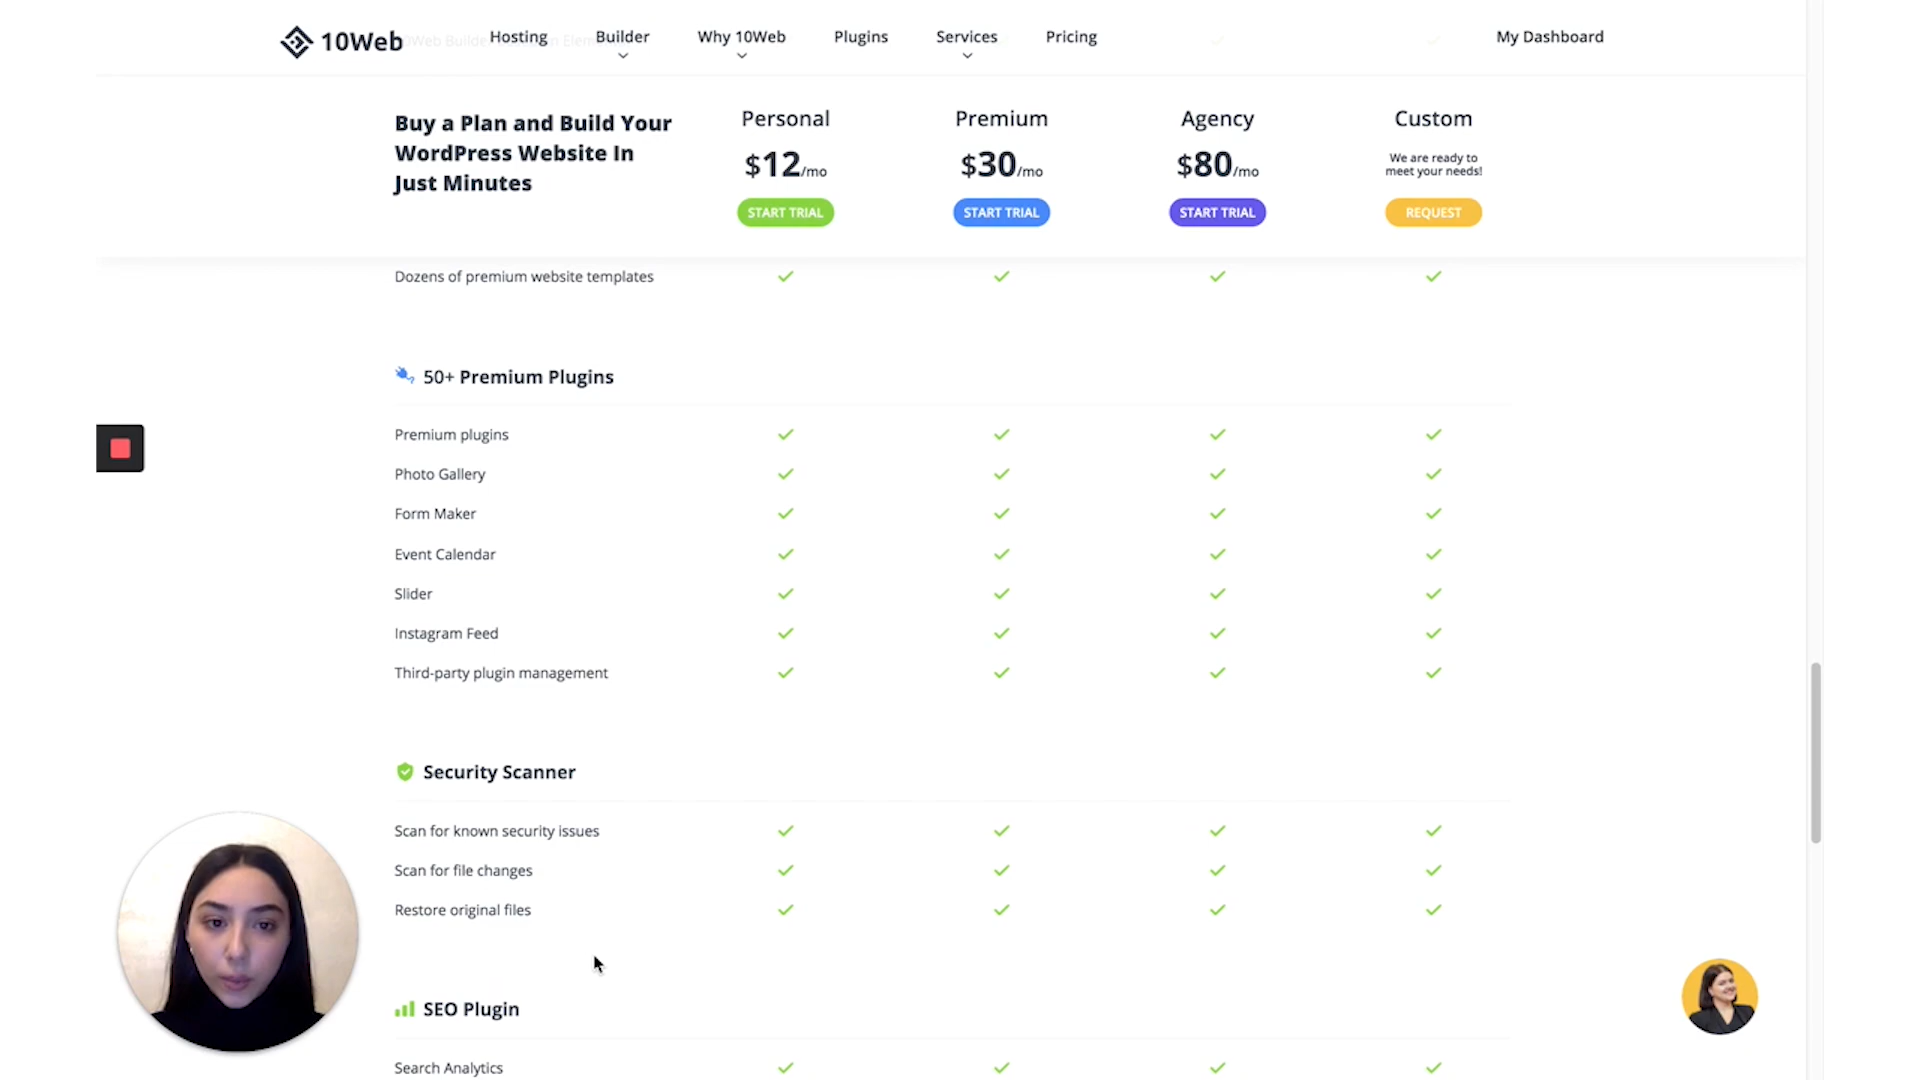 10Web
Hosting
Builder
Why 10Web
Plugins
Services
Pricing
My Dashboard
Buy a Plan and Build Your
WordPress Website In
Just Minutes
Personal
$12/mo
START TRIAL
Premium
$30/mo
START TRIAL
Agency
$80/mo
START TRIAL
Custom
We are ready to
meet your needs!
REQUEST
Dozens of premium website templates
50+ Premium Plugins
Premium plugins
Photo Gallery
Form Maker
Event Calendar
Slider
Instagram Feed
Third-party plugin management
Security Scanner
Scan for known security issues
Scan for file changes
Restore original files
SEO Plugin
Search Analytics